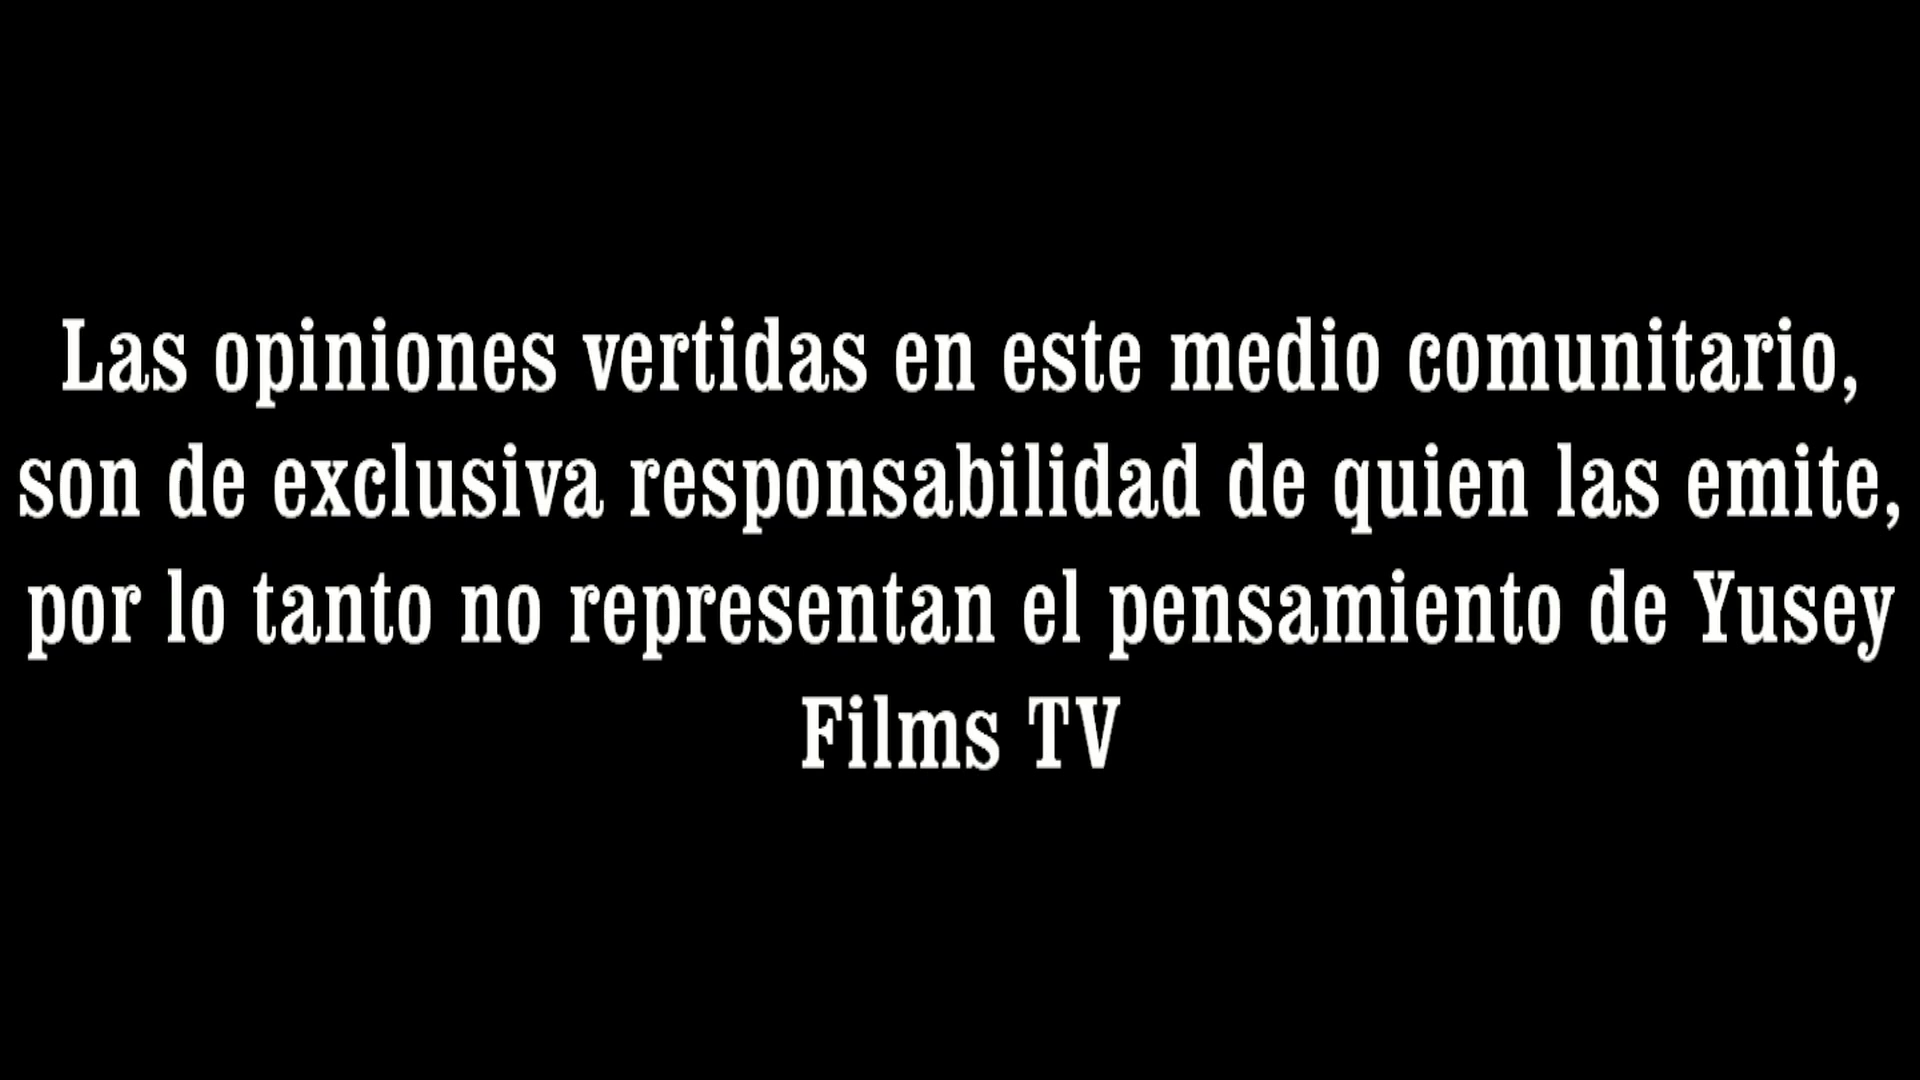 Las opiniones vertidas en este medio comunitario,
son de exclusiva responsabilidad de quien las emite,
por lo tanto no representan el pensamiento de Yusey
Films TV